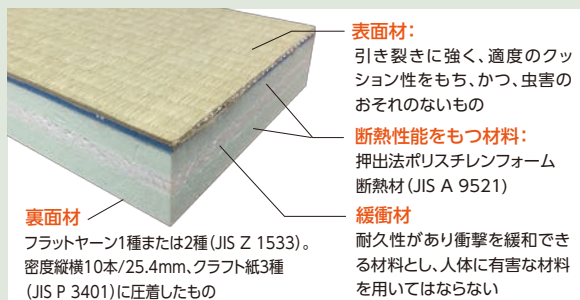 表面材：
引き裂きに強く、適度のクッ
ション性をもち、かつ、虫害の
おそれのないもの
断熱性能をもつ材料：
押出法ポリスチレンフォーム
断熱材（JIS A 9521）
緩衝材
耐久性があり衝撃を緩和でき
る材料とし、人体に有害な材料
を用いてはならない
裏面材
フラットヤーン1種または2種（JIS Z 1533）。
密度縦横10本/25.4mm、クラフト紙3種
（JIS P 3401）に圧着したもの